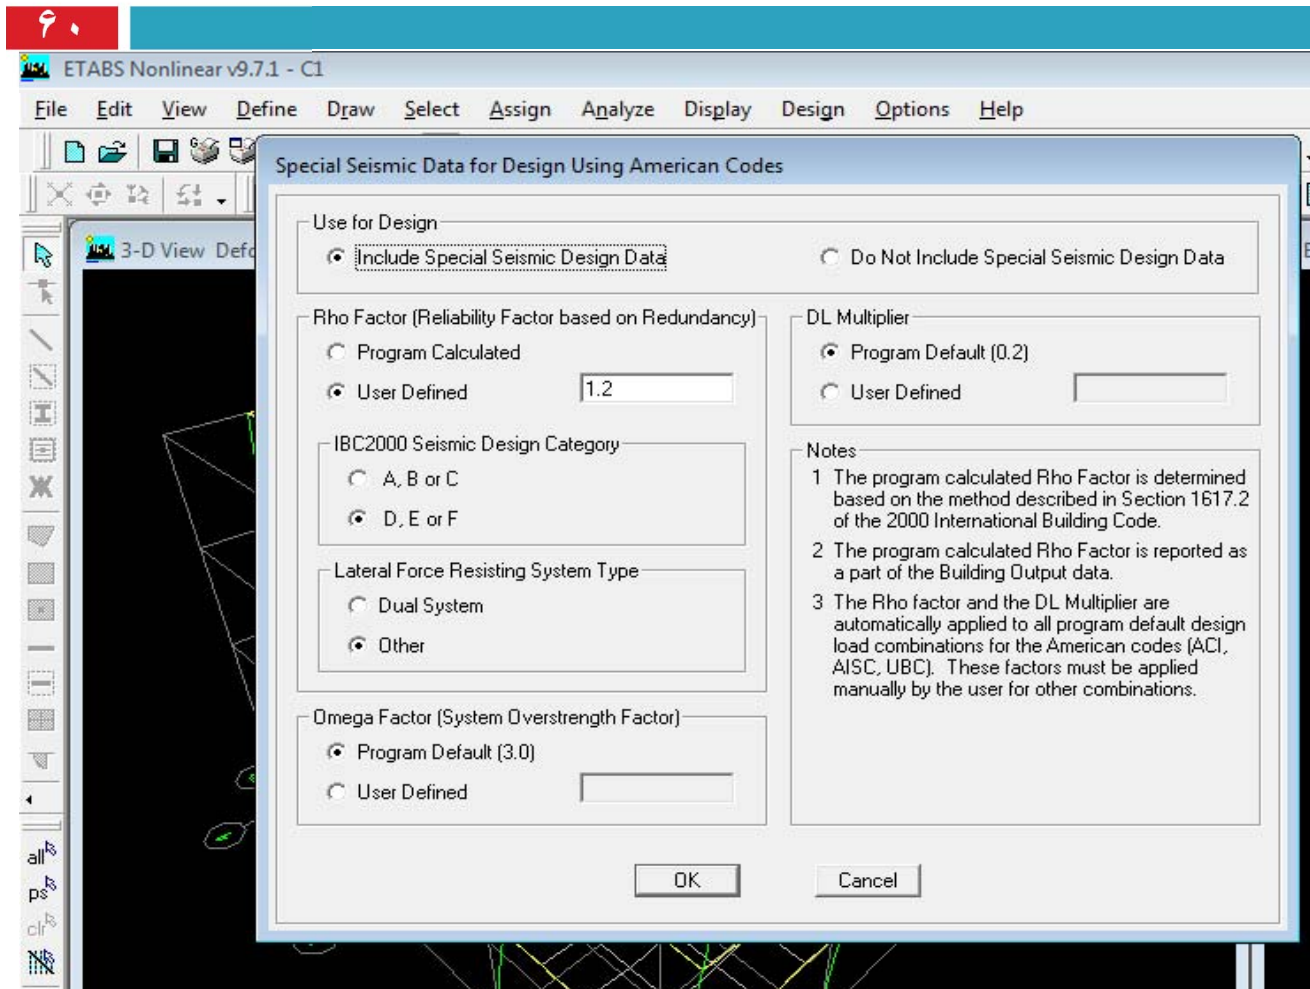 ۶۰
ETABS Nonlinear v9.7.1 - C1
File Edit View Define Draw Select Assign Analyze Display Design Options Help
Special Seismic Data for Design Using American Codes
3-D View Defo
Use for Design
Include Special Seismic Design Data
Do Not Include Special Seismic Design Data
Rho Factor (Reliability Factor based on Redundancy)
Program Calculated
User Defined 1.2
IBC2000 Seismic Design Category
A, B or C
D, E or F
Lateral Force Resisting System Type
Dual System
Other
Omega Factor (System Overstrength Factor)
Program Default (3.0)
User Defined
DL Multiplier
Program Default (0.2)
User Defined
Notes
1 The program calculated Rho Factor is determined
based on the method described in Section 1617.2
of the 2000 International Building Code.
2 The program calculated Rho Factor is reported as
a part of the Building Output data.
3 The Rho factor and the DL Multiplier are
automatically applied to all program default design
load combinations for the American codes (ACI,
AISC, UBC). These factors must be applied
manually by the user for other combinations.
OK Cancel
all
ps
clr